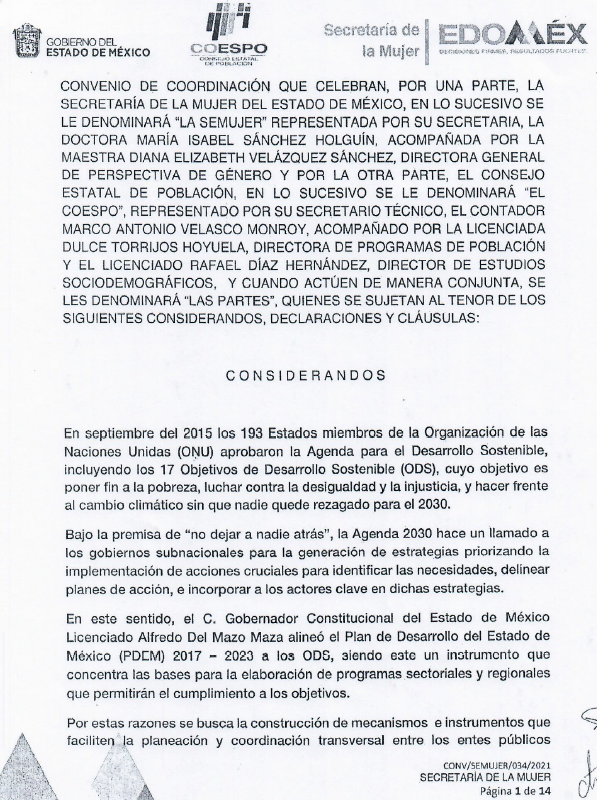 GOBIERNO DEL
ESTADO DE MÉXICO
COESPO
CONSEJO ESTATAL
DE POBLACIÓN
Secretaría de
la Mujer
EDOMÉX
DECISIONES FIRMES, RESULTADOS FUERTES.
CONVENIO DE COORDINACIÓN QUE CELEBRAN, POR UNA PARTE, LA
SECRETARÍA DE LA MUJER DEL ESTADO DE MÉXICO, EN LO SUCESIVO SE
LE DENOMINARÁ “LA SEMUJER” REPRESENTADA POR SU SECRETARIA, LA
DOCTORA MARÍA ISABEL SÁNCHEZ HOLGUÍN, ACOMPAÑADA POR LA
MAESTRA DIANA ELIZABETH VELÁZQUEZ SÁNCHEZ, DIRECTORA GENERAL
DE PERSPECTIVA DE GÉNERO Y POR LA OTRA PARTE, EL CONSEJO
ESTATAL DE POBLACIÓN, EN LO SUCESIVO SE LE DENOMINARÁ “EL
COESPO”, REPRESENTADO POR SU SECRETARIO TÉCNICO, EL CONTADOR
MARCO ANTONIO VELASCO MONROY, ACOMPAÑADO POR LA LICENCIADA
DULCE TORRIJOS HOYUELA, DIRECTORA DE PROGRAMAS DE POBLACIÓN
Y EL LICENCIADO RAFAEL DÍAZ HERNÁNDEZ, DIRECTOR DE ESTUDIOS
SOCIODEMOGRÁFICOS, Y CUANDO ACTÚEN DE MANERA CONJUNTA, SE
LES DENOMINARÁ “LAS PARTES”, QUIENES SE SUJETAN AL TENOR DE LOS
SIGUIENTES CONSIDERANDOS, DECLARACIONES Y CLÁUSULAS:
CONSIDERANDOS
En septiembre del 2015 los 193 Estados miembros de la Organización de las
Naciones Unidas (ONU) aprobaron la Agenda para el Desarrollo Sostenible,
incluyendo los 17 Objetivos de Desarrollo Sostenible (ODS), cuyo objetivo es
poner fin a la pobreza, luchar contra la desigualdad y la injusticia, y hacer frente
al cambio climático sin que nadie quede rezagado para el 2030.
Bajo la premisa de “no dejar a nadie atrás”, la Agenda 2030 hace un llamado a
los gobiernos subnacionales para la generación de estrategias priorizando la
implementación de acciones cruciales para identificar las necesidades, delinear
planes de acción, e incorporar a los actores clave en dichas estrategias.
En este sentido, el C. Gobernador Constitucional del Estado de México
Licenciado Alfredo Del Mazo Maza alineó el Plan de Desarrollo del Estado de
México (PDEM) 2017 – 2023 a los ODS, siendo este un instrumento que
concentra las bases para la elaboración de programas sectoriales y regionales
que permitirán el cumplimiento a los objetivos.
Por estas razones se busca la construcción de mecanismos e instrumentos que
faciliten la planeación y coordinación transversal entre los entes públicos
CONV/SEMUJER/034/2021
SECRETARÍA DE LA MUJER
Página 1 de 14